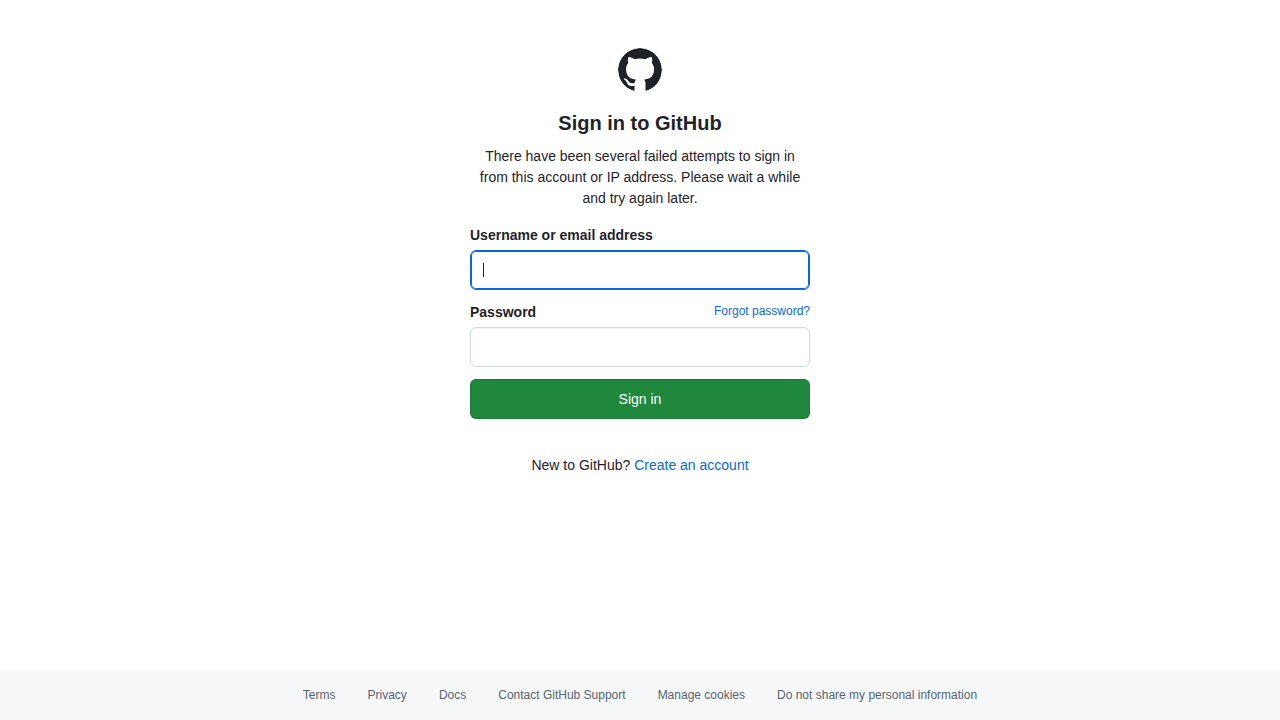 Sign in to GitHub
There have been several failed attempts to sign in
from this account or IP address. Please wait a while
and try again later.
Username or email address
Password
Forgot password?
Sign in
New to GitHub? Create an account
Terms
Privacy
Docs
Contact GitHub Support
Manage cookies
Do not share my personal information